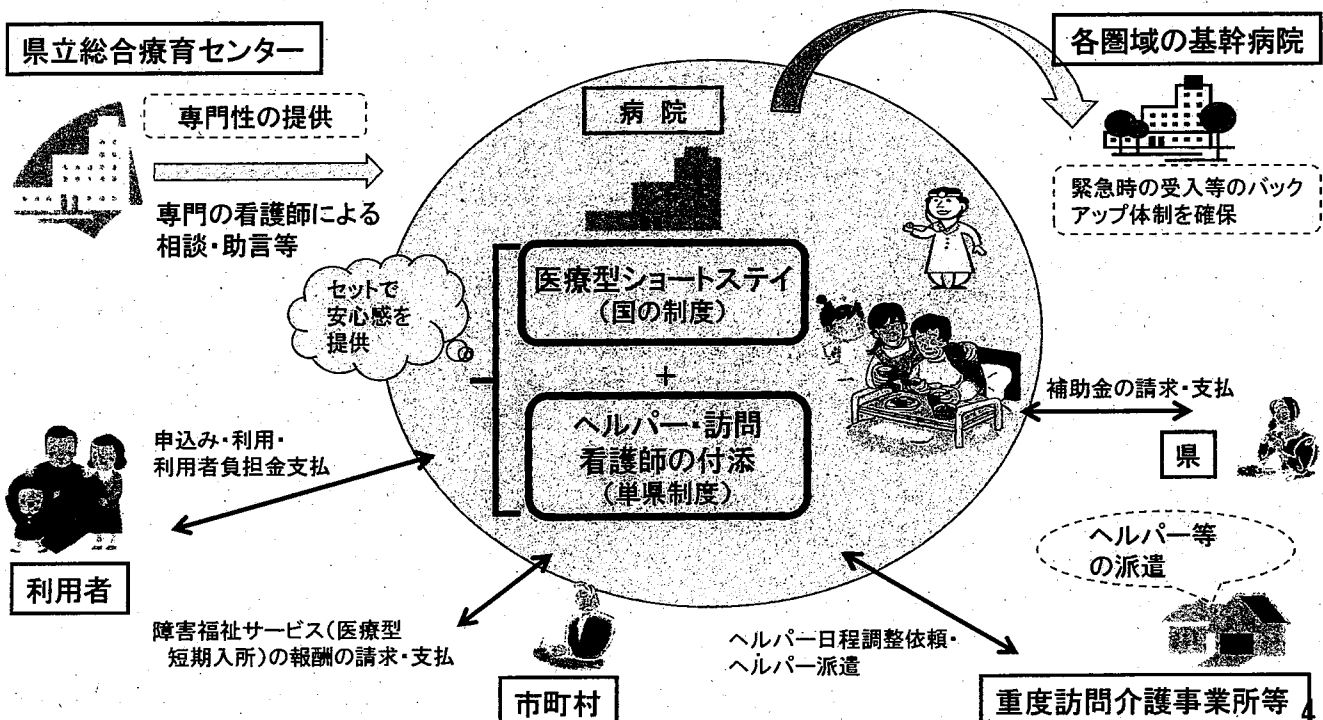 県立総合療育センター
各圏域の基幹病院
専門性の提供
病院
専門の看護師による
相談・助言等
緊急時の受入等のバック
アップ体制を確保
セットで
安心感を
提供
医療型ショートステイ
(国の制度)
+
ヘルパー・訪問
看護師の付添
(単県制度)
補助金の請求・支払
県
申込み・利用・
利用者負担金支払
利用者
ヘルパー等
の派遣
障害福祉サービス(医療型
短期入所)の報酬の請求・支払
ヘルパー日程調整依頼・
ヘルパー派遣
市町村
重度訪問介護事業所等
4